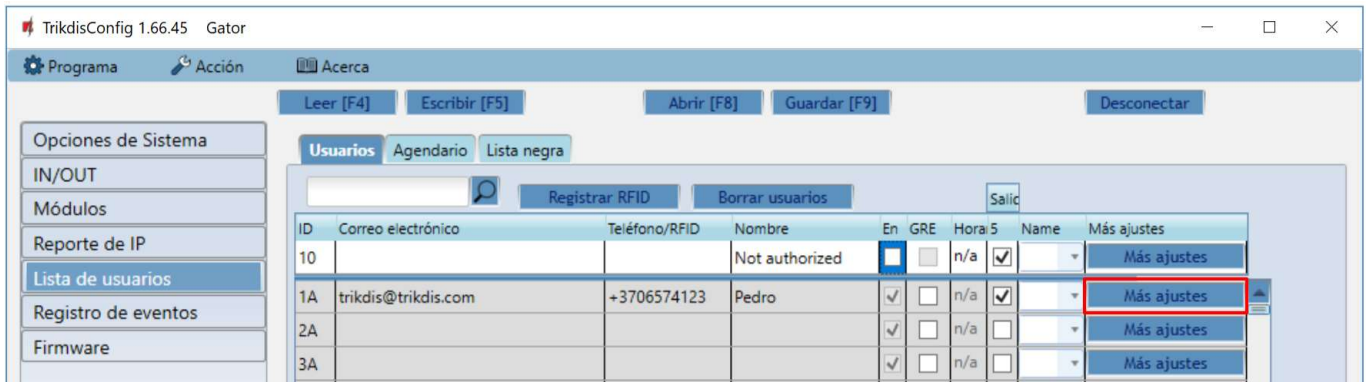 TrikdisConfig 1.66.45 Gator
Programa Acción Acerca
Leer [F4] Escribir [F5] Abrir [F8] Guardar [F9] Desconectar
Opciones de Sistema
IN/OUT
Módulos
Reporte de IP
Lista de usuarios
Registro de eventos
Firmware
Usuarios Agendario Lista negra
Registrar RFID Borrar usuarios Salic
ID Correo electrónico Teléfono/RFID Nombre En GRE Hora 5 Name Más ajustes
10 Not authorized n/a Más ajustes
1A trikdis@trikdis.com +3706574123 Pedro n/a Más ajustes
2A n/a Más ajustes
3A n/a Más ajustes